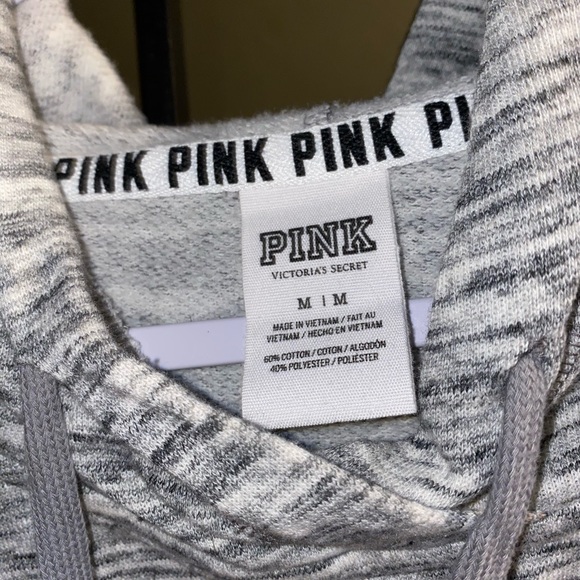 PINK PINK PINK PI
PINK
VICTORIA'S SECRET
M | M
MADE IN VIETNAM / FAIT AU
VIETNAM / HECHO EN VIETNAM
60% COTTON / COTON / ALGODÓN
40% POLYESTER / POLIÉSTER